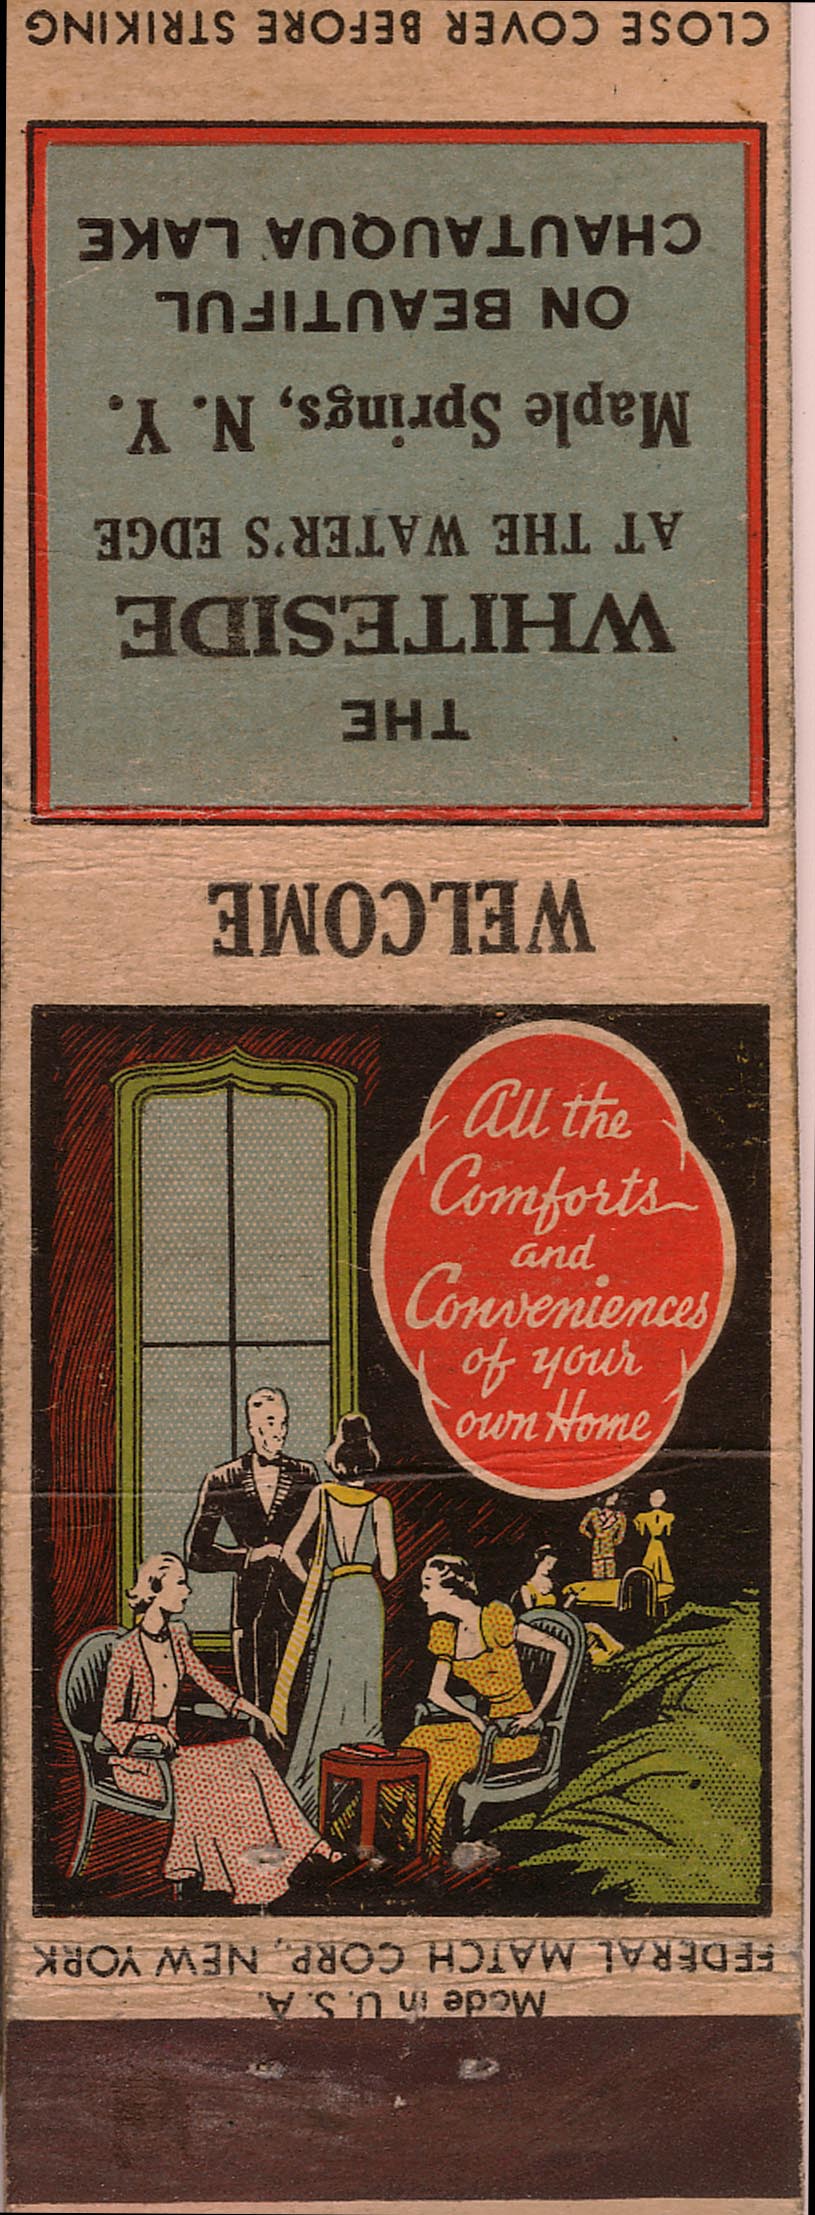 CLOSE COVER BEFORE STRIKING
THE
WHITESIDE
AT THE WATER'S EDGE
Maple Springs, N. Y.
ON BEAUTIFUL
CHAUTAUQUA LAKE
WELCOME
All the
Comforts
and
Conveniences
of your
own Home
FEDERAL MATCH CORP., NEW YORK
Made in U. S. A.